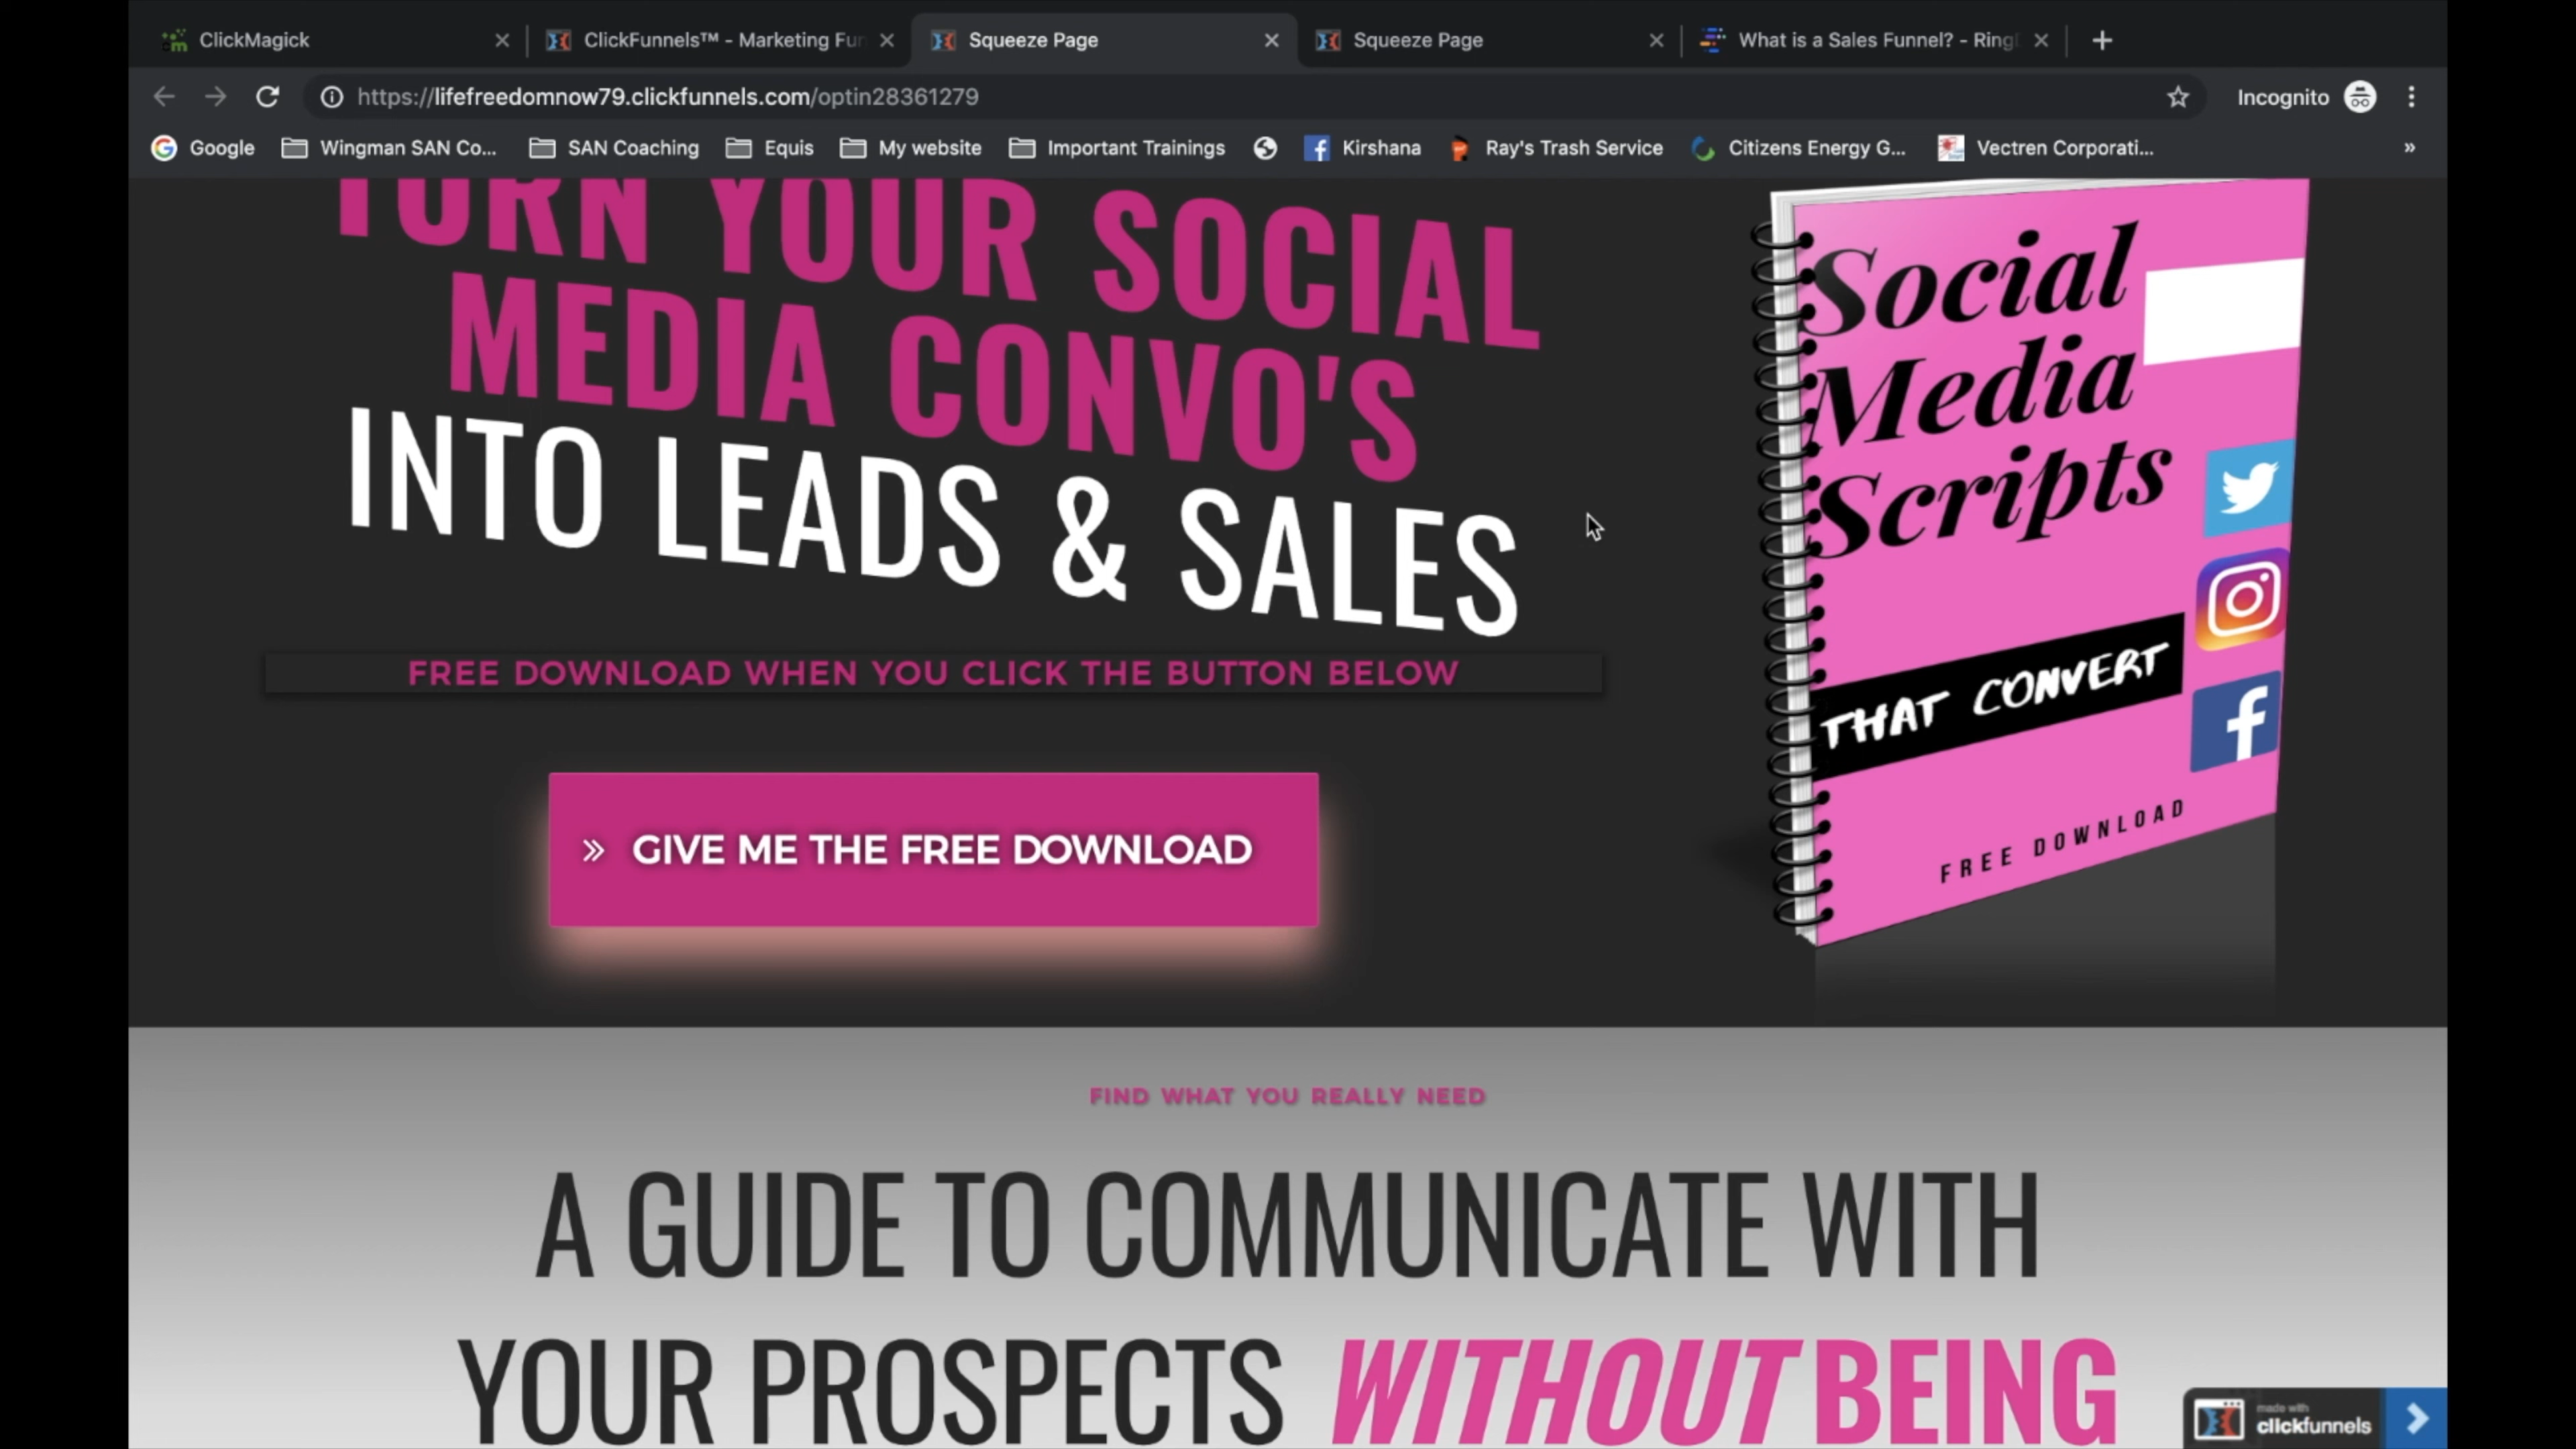 ClickMagick
ClickFunnels™ - Marketing Fun
Squeeze Page
Squeeze Page
What is a Sales Funnel? - Ring
https://lifefreedomnow79.clickfunnels.com/optin28361279
Incognito
Google
Wingman SAN Co...
SAN Coaching
Equis
My website
Important Trainings
Kirshana
Ray's Trash Service
Citizens Energy G...
Vectren Corporati...
TURN YOUR SOCIAL
MEDIA CONVO'S
INTO LEADS & SALES
FREE DOWNLOAD WHEN YOU CLICK THE BUTTON BELOW
» GIVE ME THE FREE DOWNLOAD
Social
Media
Scripts
THAT CONVERT
FREE DOWNLOAD
FIND WHAT YOU REALLY NEED
A GUIDE TO COMMUNICATE WITH
YOUR PROSPECTS WITHOUT BEING
made with
clickfunnels